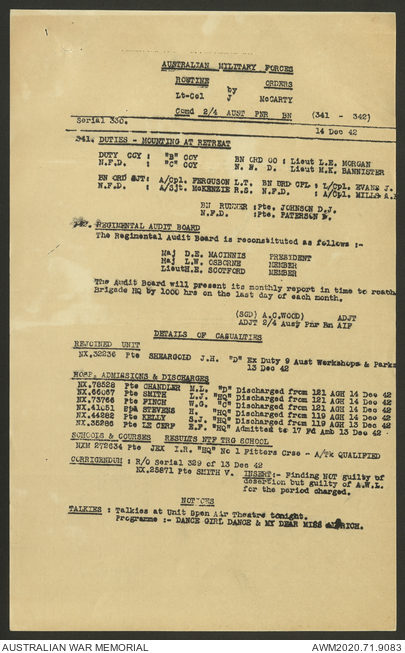 AUSTRALIAN MILITARY FORCES
ROUTINE ORDERS
by
Lt-Col J McCARTY
Comd 2/4 AUST PNR BN (341 - 342)
Serial 330.
14 Dec 42
341. DUTIES - MOUNTING AT RETREAT
DUTY COY : "B" COY BN ORD OO : Lieut L.E. MORGAN
N.F.D. : "C" COY N. F. D. : Lieut N.K. BANNISTER
BN ORD SJT: A/Cpl. FERGUSON L.T. BN ORD CPL : L/Cpl. EVANS J.
N.F.D. : A/Sjt. McKENZIE R.S. N.F.D. : A/Cpl. MILLS A.
BN RUNNER :Pte. JOHNSON D.J.
N.F.D. :Pte. PATERSON
342. REGIMENTAL AUDIT BOARD
The Regimental Audit Board is reconstituted as follows :-
Maj D.E. MACINNIS PRESIDENT
Maj L.F. OSBORNE MEMBER
Lieut H.E. SCOTFORD MEMBER
The Audit Board will present its monthly report in time to reach
Brigade HQ by 1000 hrs on the last day of each month.
(SGD) A.C.WOOD) ADJT
ADJT 2/4 Aust Pnr Bn AIF
DETAILS OF CASUALTIES
REJOINED UNIT
NX.32236 Pte SHEARGOLD J.H. "D" Ex Duty 9 Aust Workshops & Parks
13 Dec 42
HOSP. ADMISSIONS & DISCHARGES
NX.78528 Pte CHANDLER M.L. "D" Discharged from 121 AGH 14 Dec 42
NX.66067 Pte SMITH L.J. "HQ" Discharged from 121 AGH 14 Dec 42
NX.73766 Pte FINCH W.G. "C" Discharged from 121 AGH 14 Dec 42
NX.41051 Spr STEVENS H. "HQ" Discharged from 119 AGH 14 Dec 42
NX.44282 Pte KELLY S.J. "HQ" Discharged from 119 AGH 13 Dec 42
NX.35286 Pte LE CERF E.F. "HQ" Admitted to 17 Fd Amb 13 Dec 42
SCHOOLS & COURSES RESULTS NTF TRG SCHOOL
NXM 272634 Pte JEX I.R. "HQ" No 1 Fitters Crse - A/Tk QUALIFIED
CORRIGENDUM : R/O Serial 329 of 13 Dec 42
NX.25871 Pte SMITH V. INSERT:- Finding NOT guilty of
desertion but guilty of A.W.L.
for the period charged.
NOTICES
TALKIES : Talkies at Unit Open Air Theatre tonight.
Programme :- DANCE GIRL DANCE & MY DEAR MISS ALDRICH.
AUSTRALIAN WAR MEMORIAL AWM2020.71.9083